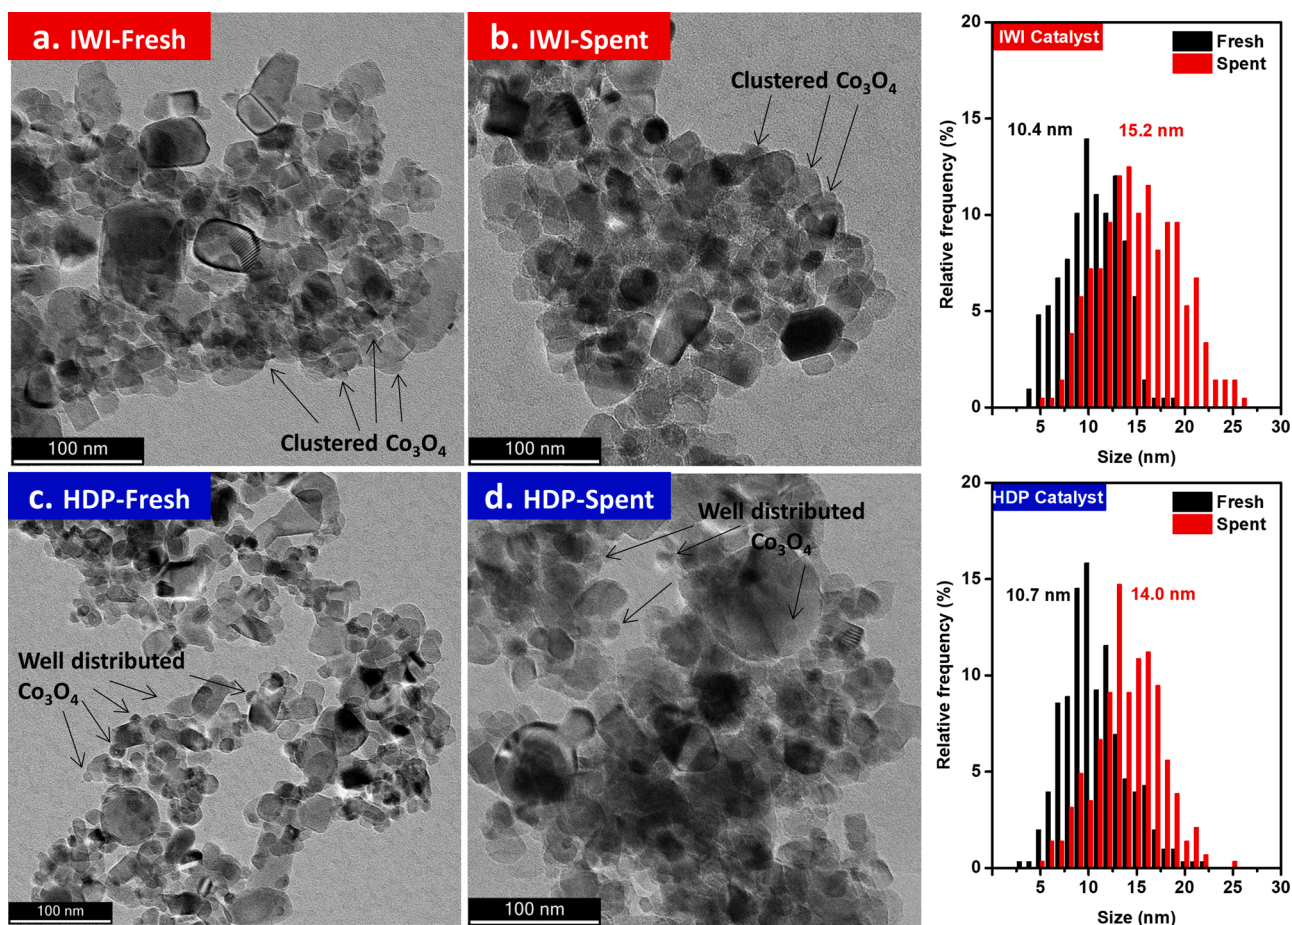 a. IWI-Fresh
Clustered Co₃O₄
100 nm
b. IWI-Spent
Clustered Co₃O₄
100 nm
20
15
10
5
0
Relative frequency (%)
IWI Catalyst
Fresh
Spent
10.4 nm
15.2 nm
5
10
15
20
25
30
Size (nm)
c. HDP-Fresh
Well distributed
Co₃O₄
100 nm
d. HDP-Spent
Well distributed
Co₃O₄
100 nm
20
15
10
5
0
Relative frequency (%)
HDP Catalyst
Fresh
Spent
10.7 nm
14.0 nm
5
10
15
20
25
30
Size (nm)